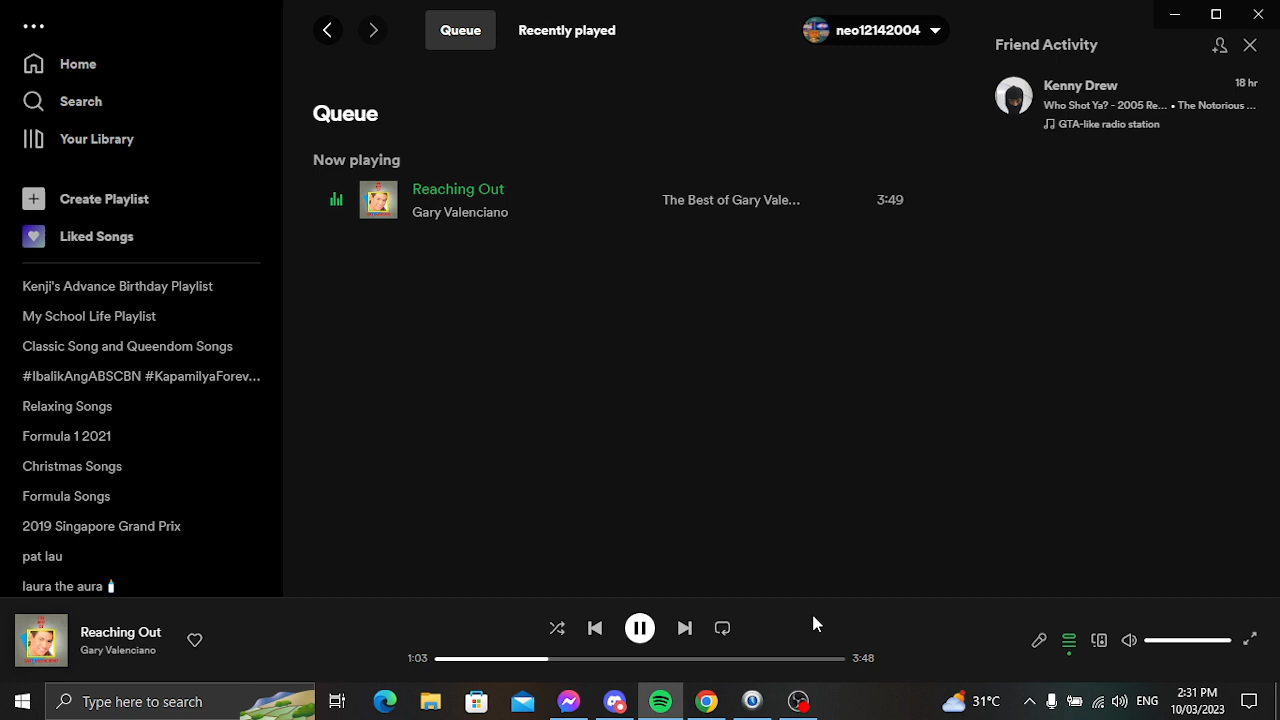 Home
Search
Your Library
Create Playlist
Liked Songs
Kenji's Advance Birthday Playlist
My School Life Playlist
Classic Song and Queendom Songs
#IbalikAngABSCBN #KapamilyaForev...
Relaxing Songs
Formula 1 2021
Christmas Songs
Formula Songs
2019 Singapore Grand Prix
pat lau
laura the aura
Queue
Recently played
neo12142004
Queue
Now playing
Reaching Out
Gary Valenciano
The Best of Gary Vale...
3:49
Friend Activity
Kenny Drew
18 hr
Who Shot Ya? - 2005 Re... • The Notorious ...
GTA-like radio station
Reaching Out
Gary Valenciano
1:03
3:48
Type here to search
31°C
ENG
2:31 PM
10/03/2023